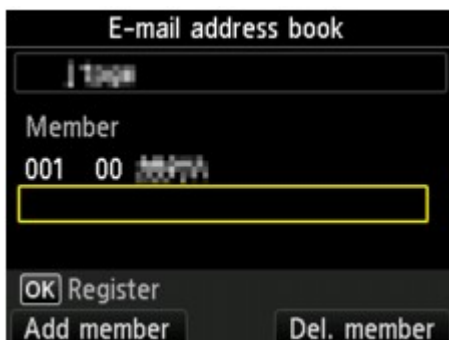 E-mail address book
Member
001 00
OK Register
Add member Del. member